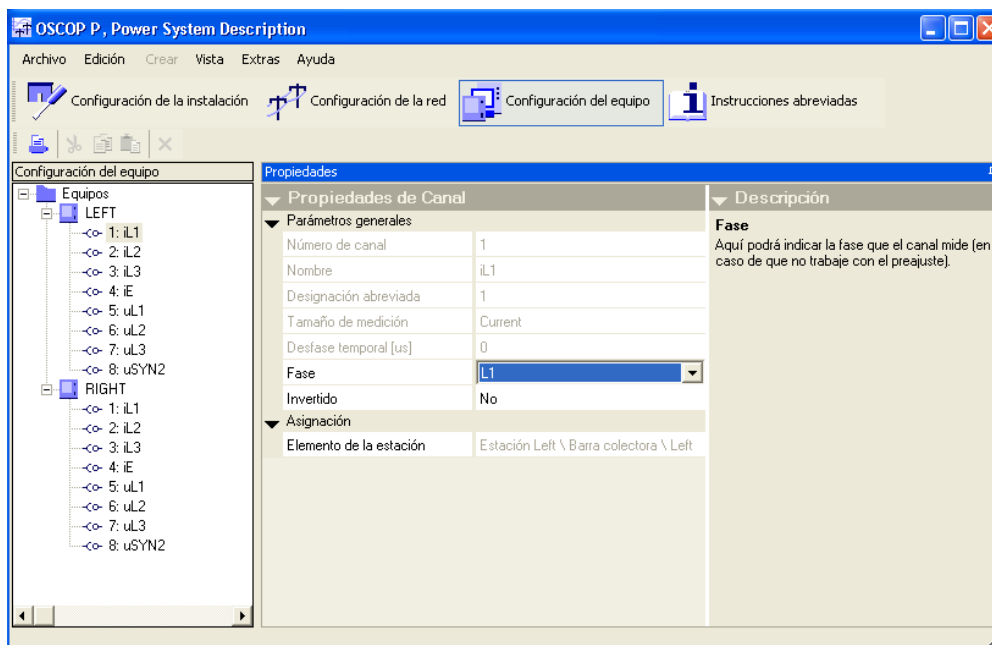 OSCOP P, Power System Description
Archivo Edición Crear Vista Extras Ayuda
Configuración de la instalación Configuración de la red Configuración del equipo Instrucciones abreviadas
Configuración del equipo
Equipos
LEFT
1: iL1
2: iL2
3: iL3
4: iE
5: uL1
6: uL2
7: uL3
8: uSYN2
RIGHT
1: iL1
2: iL2
3: iL3
4: iE
5: uL1
6: uL2
7: uL3
8: uSYN2
Propiedades
Propiedades de Canal
Parámetros generales
Número de canal 1
Nombre iL1
Designación abreviada 1
Tamaño de medición Current
Desfase temporal [us] 0
Fase L1
Invertido No
Asignación
Elemento de la estación Estación Left \ Barra colectora \ Left
Descripción
Fase
Aquí podrá indicar la fase que el canal mide (en
caso de que no trabaje con el preajuste).